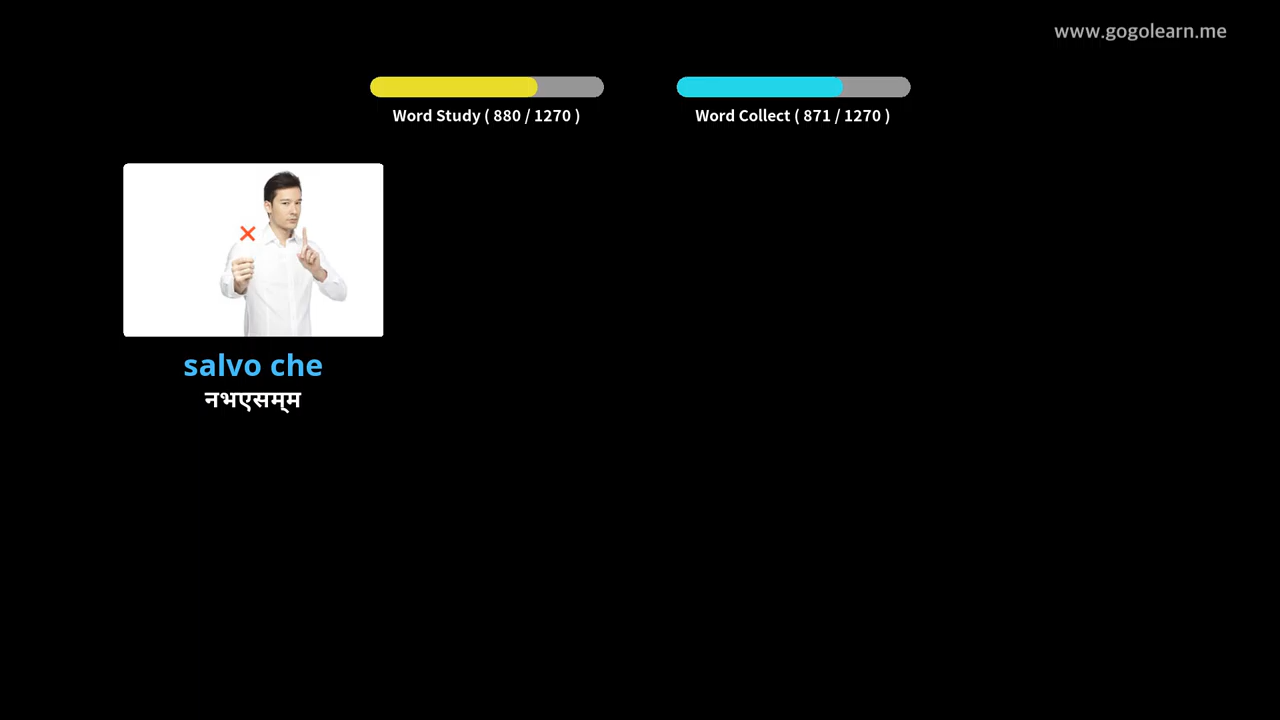 www.gogolearn.me
Word Study ( 880 / 1270 )
Word Collect ( 871 / 1270 )
salvo che
नभएसम्म